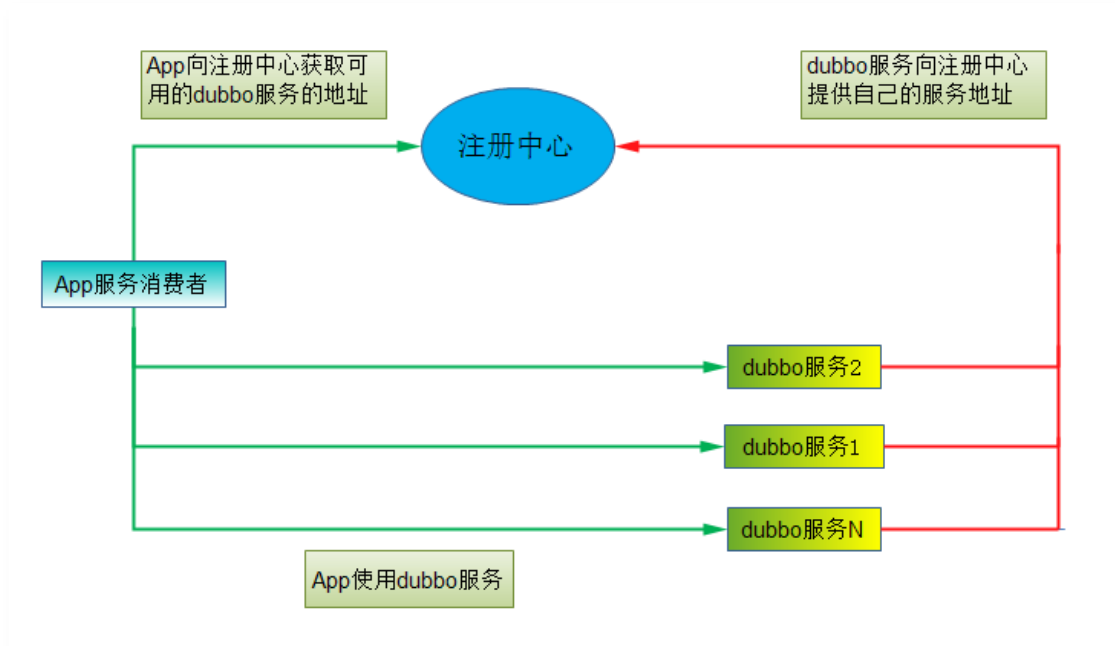 App向注册中心获取可
用的dubbo服务的地址
dubbo服务向注册中心
提供自己的服务地址
注册中心
App服务消费者
dubbo服务2
dubbo服务1
dubbo服务N
App使用dubbo服务